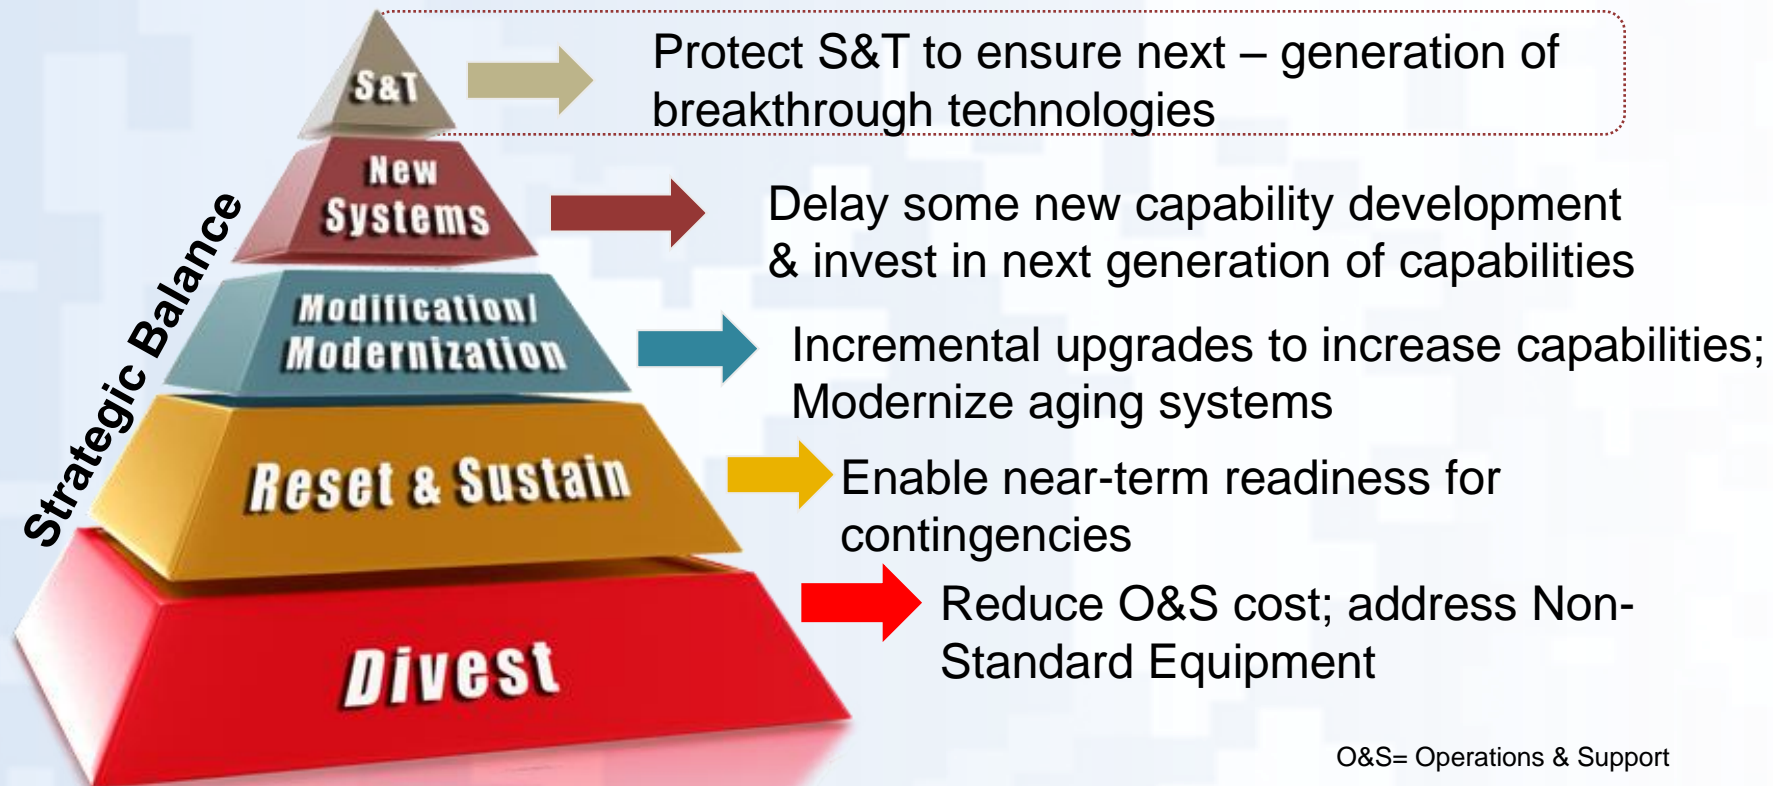 S&T
Protect S&T to ensure next – generation of
breakthrough technologies
New
Systems
Delay some new capability development
& invest in next generation of capabilities
Strategic Balance
Modification/
Modernization
Incremental upgrades to increase capabilities;
Modernize aging systems
Reset & Sustain
Enable near-term readiness for
contingencies
Divest
Reduce O&S cost; address Non-
Standard Equipment
O&S= Operations & Support